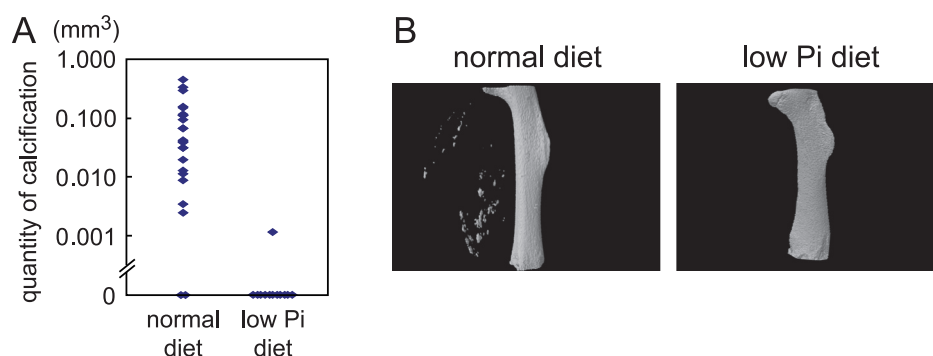 A (mm³)
quantity of calcification
1.000
0.100
0.010
0.001
0
normal
diet
low Pi
diet
B
normal diet
low Pi diet